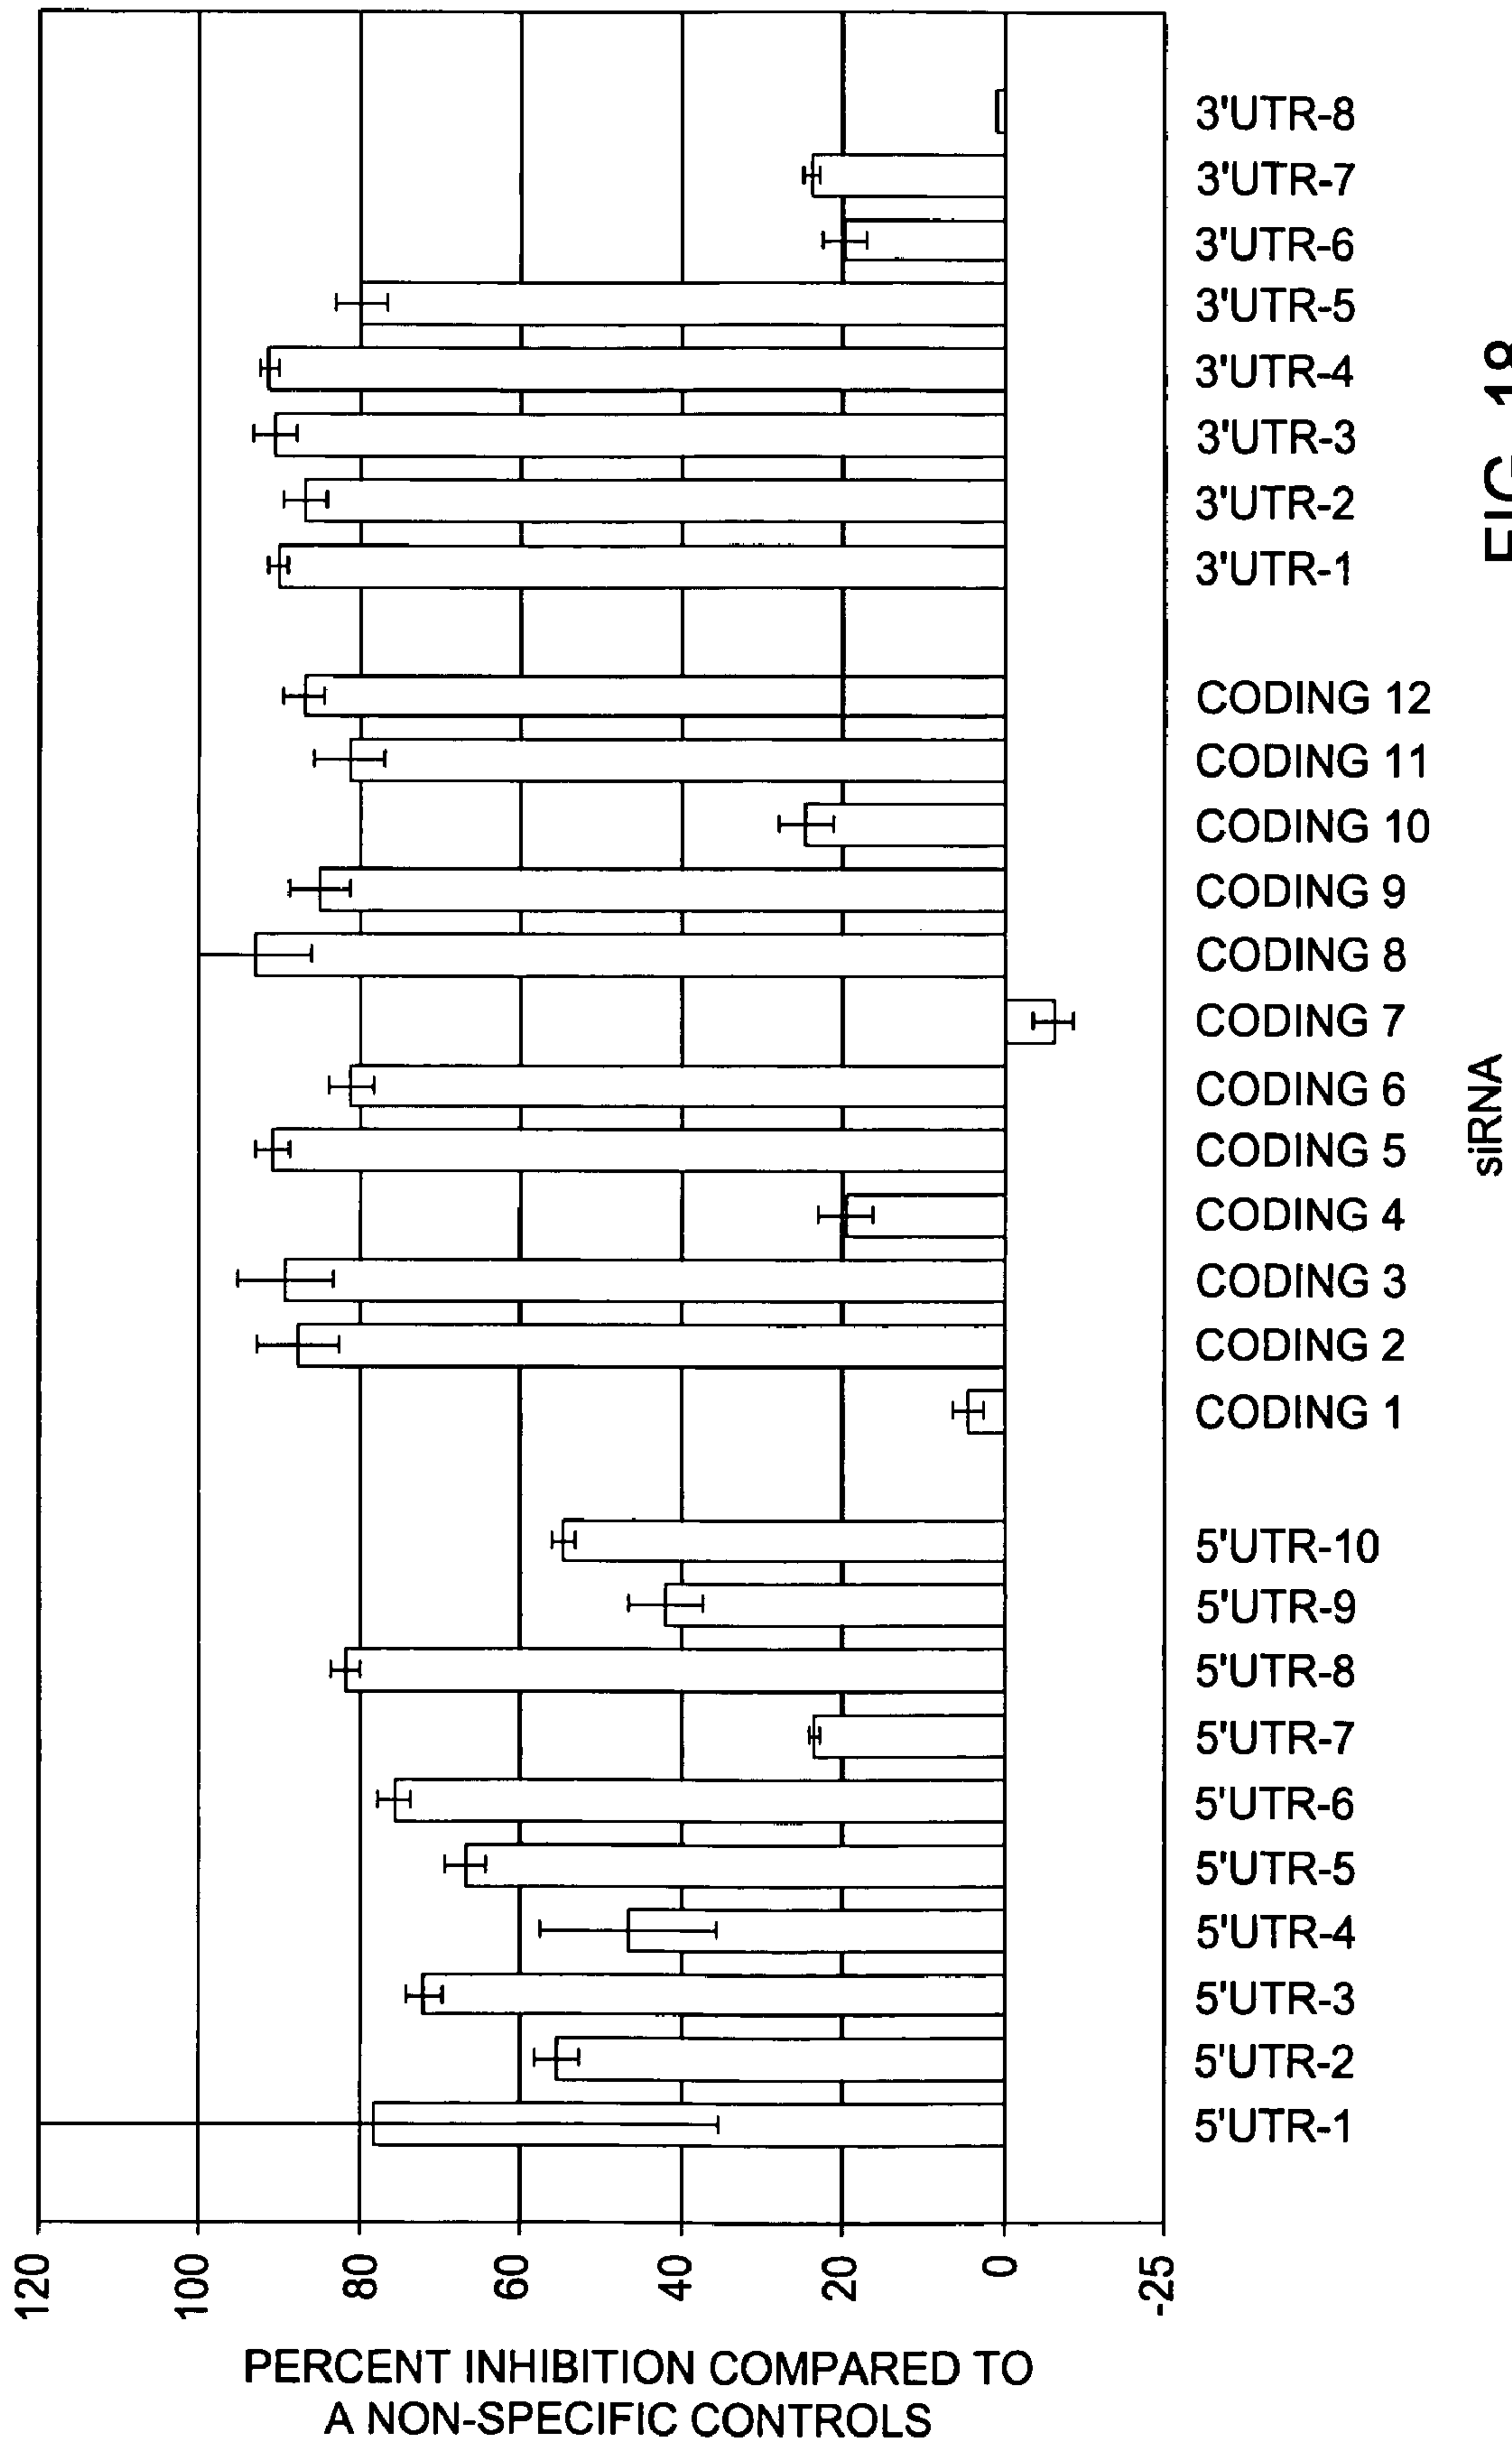 120
100
80
60
40
20
0
-25
PERCENT INHIBITION COMPARED TO
A NON-SPECIFIC CONTROLS
3'UTR-8
3'UTR-7
3'UTR-6
3'UTR-5
3'UTR-4
3'UTR-3
3'UTR-2
3'UTR-1
CODING 12
CODING 11
CODING 10
CODING 9
CODING 8
CODING 7
CODING 6
CODING 5
CODING 4
CODING 3
CODING 2
CODING 1
5'UTR-10
5'UTR-9
5'UTR-8
5'UTR-7
5'UTR-6
5'UTR-5
5'UTR-4
5'UTR-3
5'UTR-2
5'UTR-1
siRNA
FIG. 18